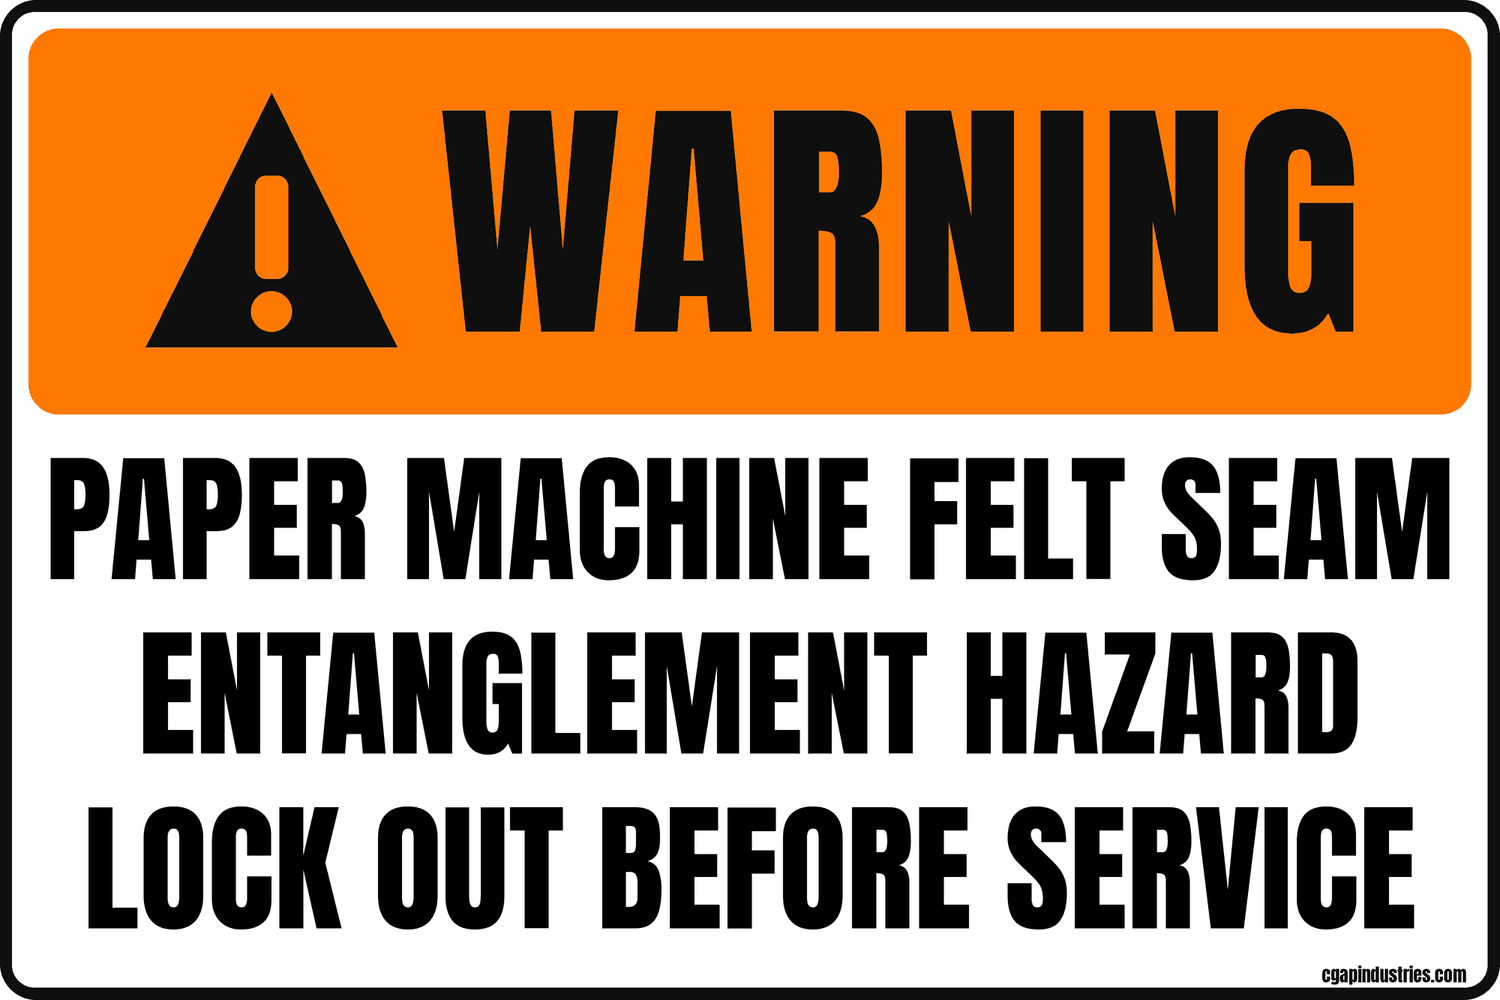 WARNING
PAPER MACHINE FELT SEAM
ENTANGLEMENT HAZARD
LOCK OUT BEFORE SERVICE
cgapindustries.com